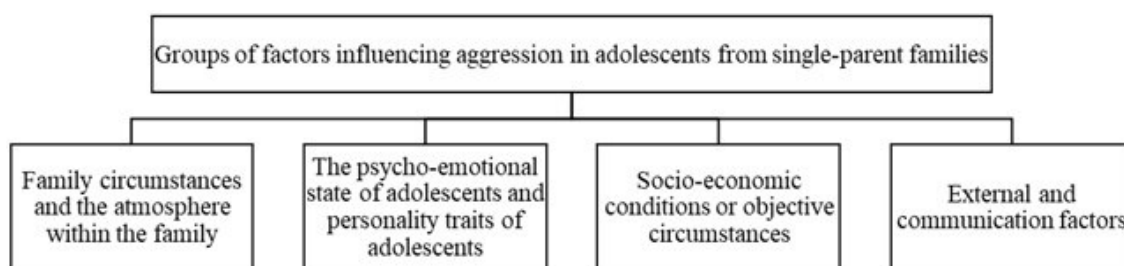 Groups of factors influencing aggression in adolescents from single-parent families
Family circumstances
and the atmosphere
within the family
The psycho-emotional
state of adolescents and
personality traits of
adolescents
Socio-economic
conditions or objective
circumstances
External and
communication factors